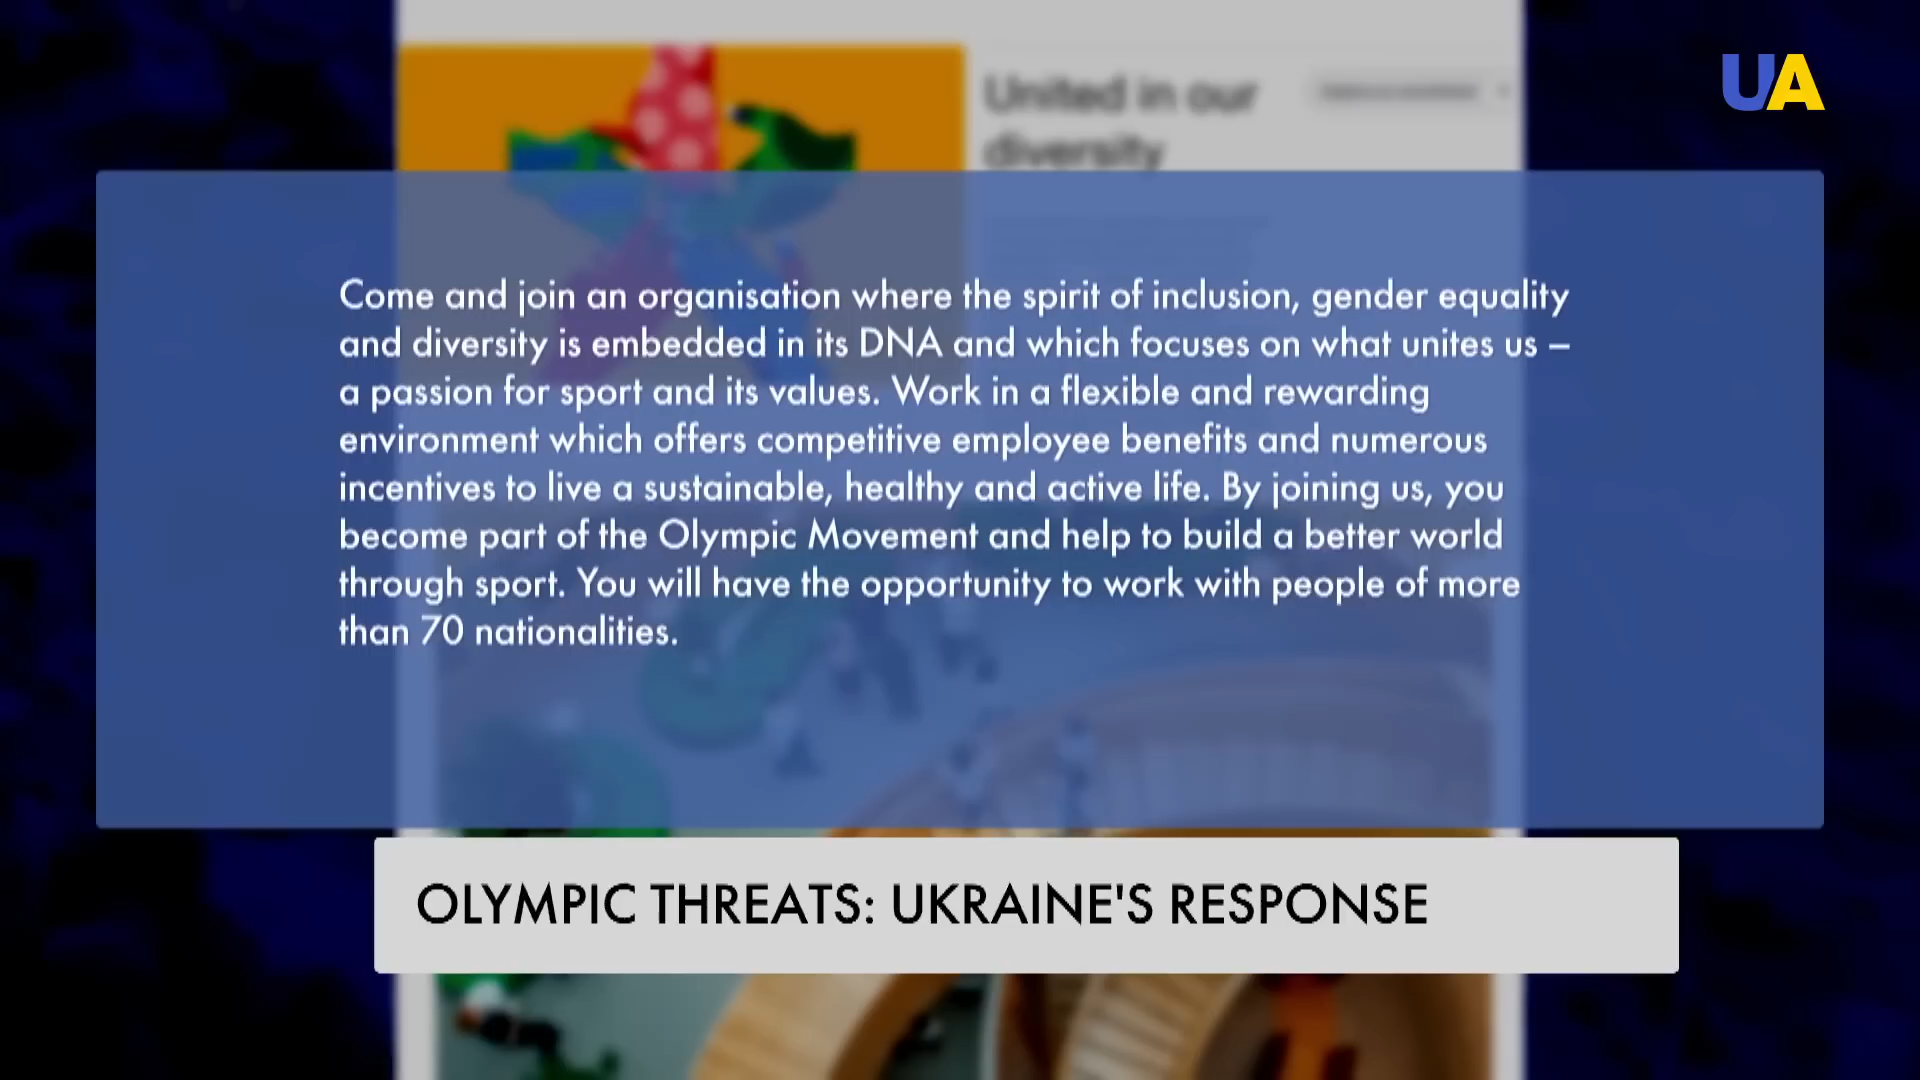 United in our
diversity
UA
Come and join an organisation where the spirit of inclusion, gender equality
and diversity is embedded in its DNA and which focuses on what unites us –
a passion for sport and its values. Work in a flexible and rewarding
environment which offers competitive employee benefits and numerous
incentives to live a sustainable, healthy and active life. By joining us, you
become part of the Olympic Movement and help to build a better world
through sport. You will have the opportunity to work with people of more
than 70 nationalities.
OLYMPIC THREATS: UKRAINE'S RESPONSE